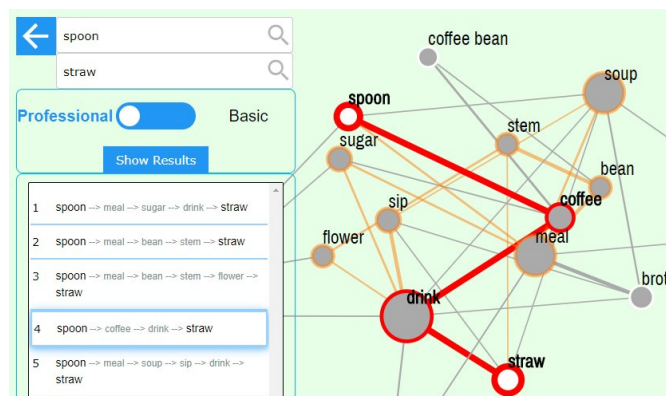 spoon
straw
Professional
Basic
Show Results
1 spoon --> meal --> sugar --> drink --> straw
2 spoon --> meal --> bean --> stem --> straw
3 spoon --> meal --> bean --> stem --> flower -->
straw
4 spoon --> coffee --> drink --> straw
5 spoon --> meal --> soup --> sip --> drink -->
straw
coffee bean
soup
spoon
stem
sugar
bean
sip
coffee
flower
meal
drink
brot
straw